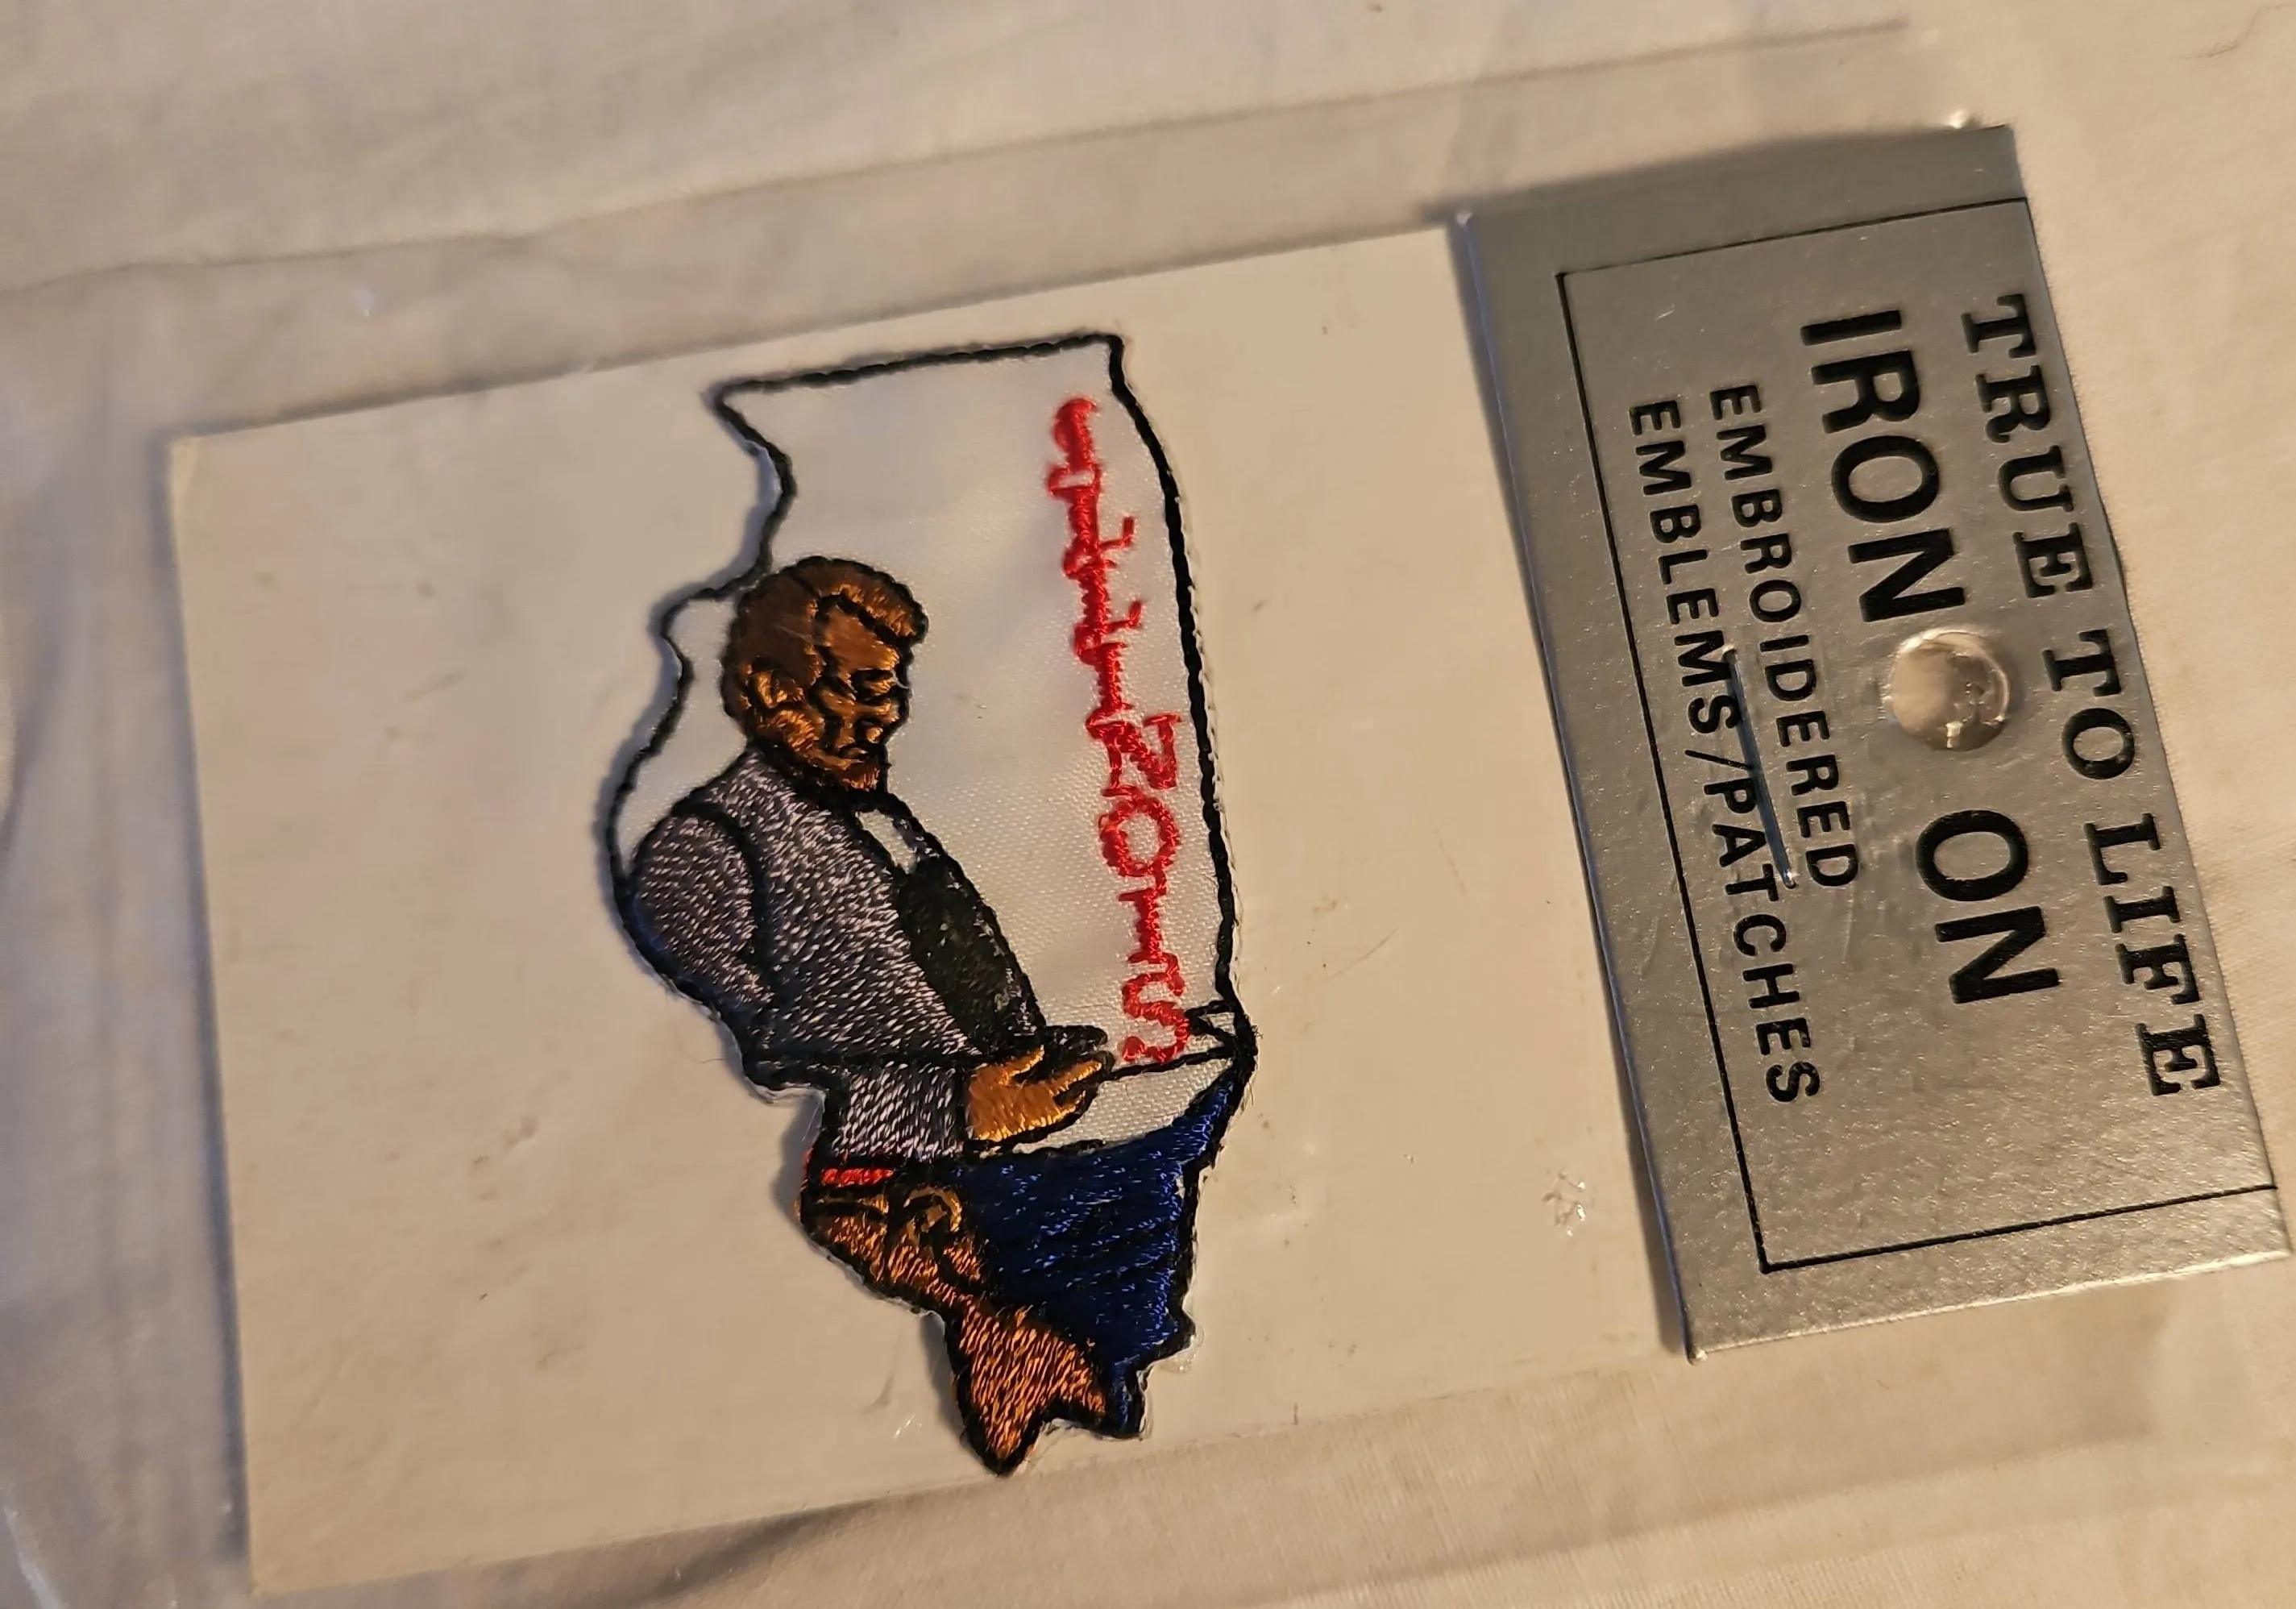 TRUE TO LIFE
IRON ON
EMBROIDERED
EMBLEMS/PATCHES
ILLINOIS